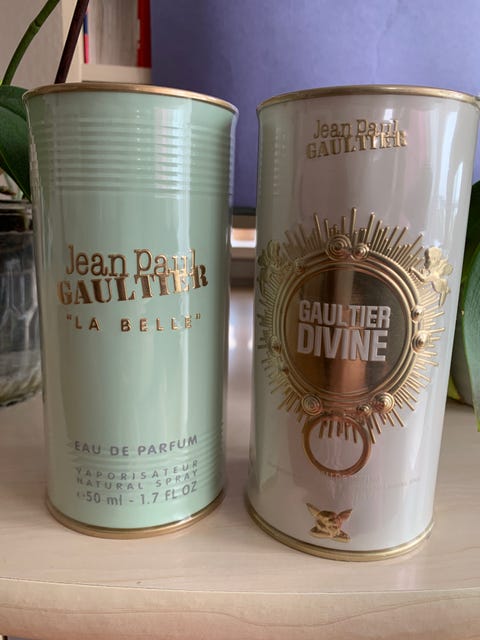 Jean Paul
GAULTIER
"LA BELLE"
EAU DE PARFUM
VAPORISATEUR
NATURAL SPRAY
℮50 ml - 1.7 FL OZ
Jean Paul
GAULTIER
GAULTIER
DIVINE